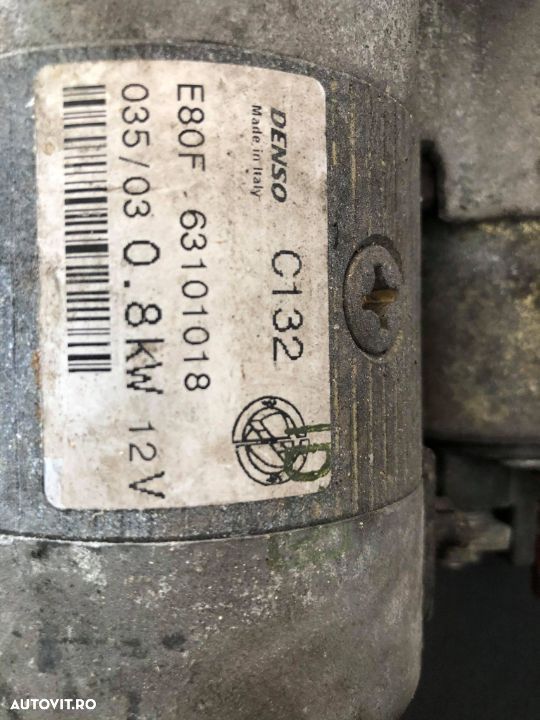 DENSO
Made in Italy
C132
E80F 63101018
035/03 0.8kW 12V
AUTOVIT.RO